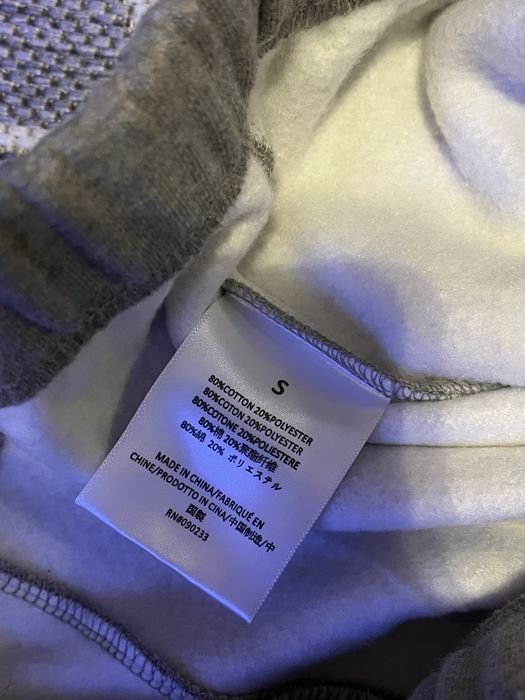 S
80%COTTON 20%POLYESTER
80%COTON 20%POLYESTER
80%COTONE 20%POLIESTERE
80%棉 20%聚脂纤维
80%綿 20% ポリエステル
MADE IN CHINA/FABRIQUÉ EN
CHINE/PRODOTTO IN CINA/中国制造/中
国製
RN#090233